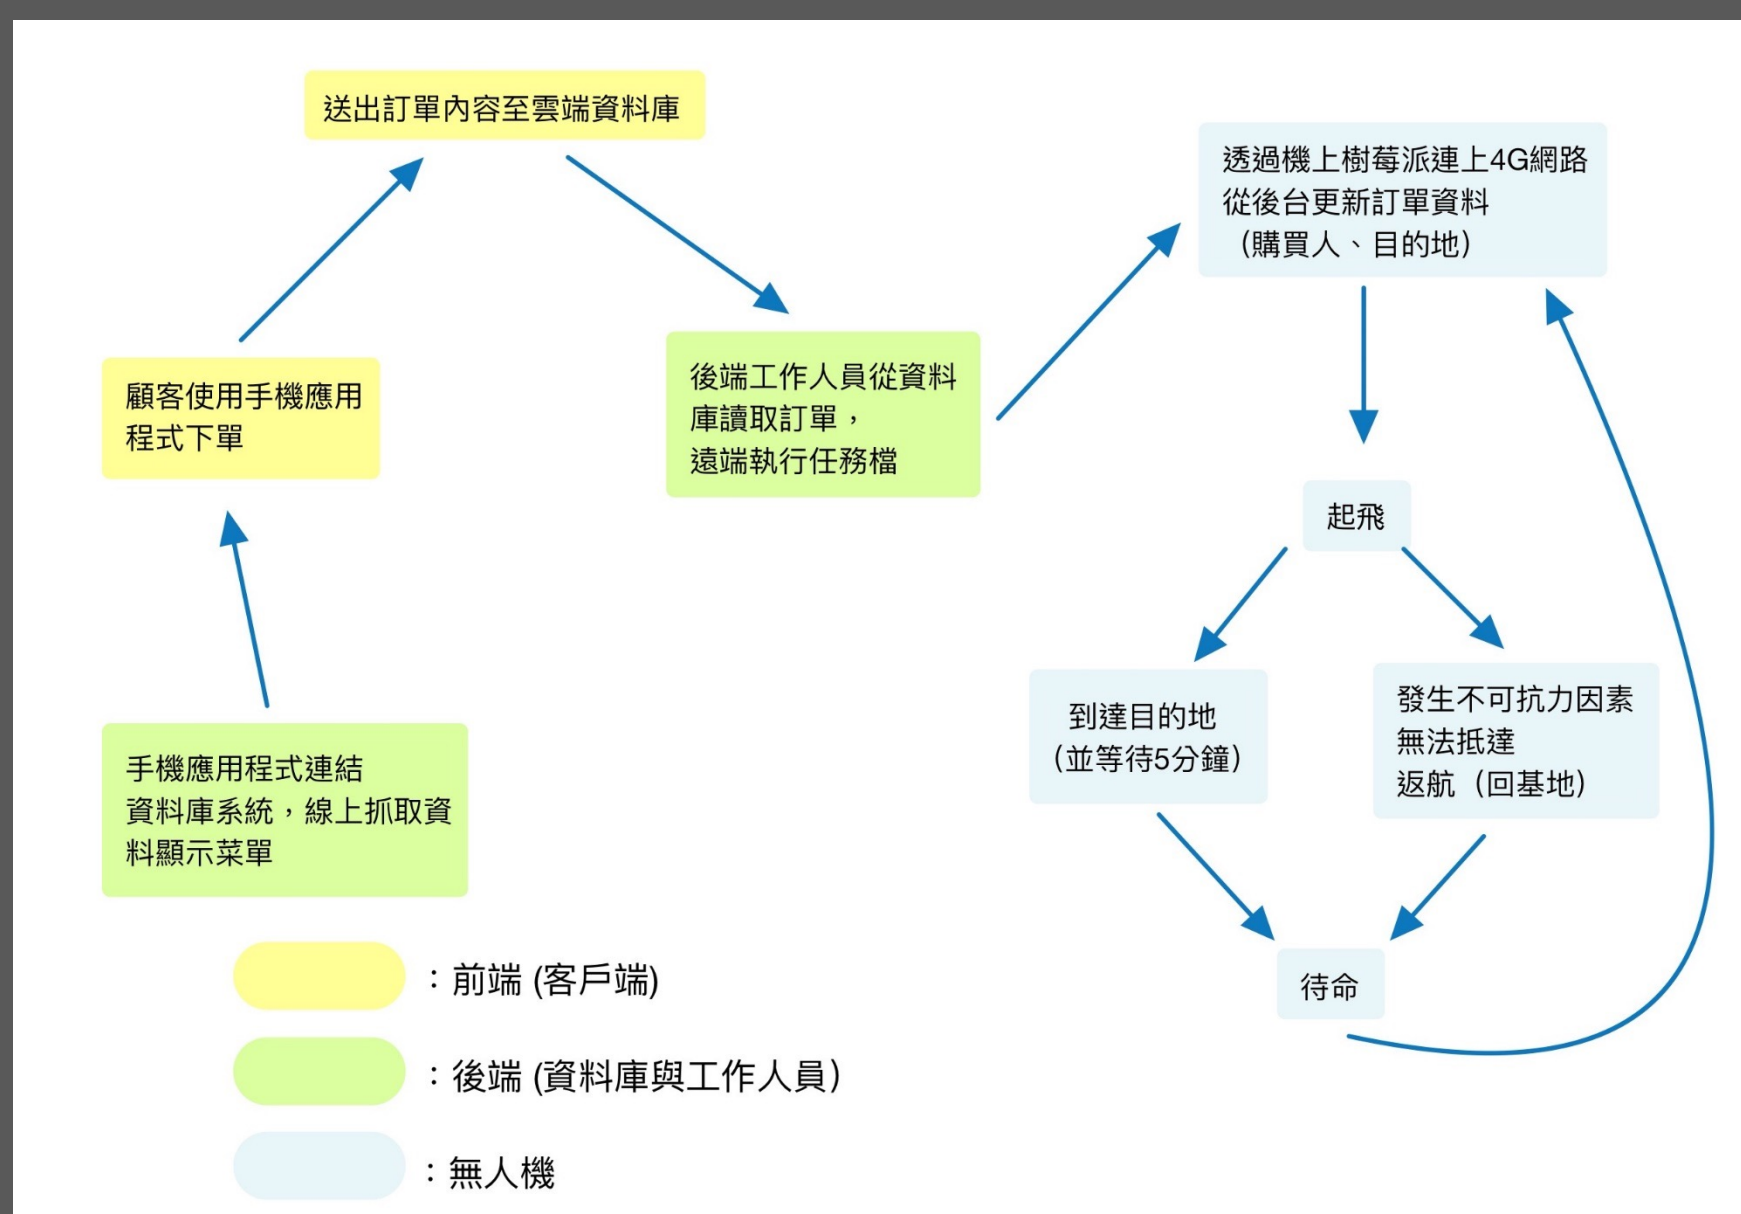 送出訂單內容至雲端資料庫
顧客使用手機應用
程式下單
手機應用程式連結
資料庫系統，線上抓取資
料顯示菜單
後端工作人員從資料
庫讀取訂單，
遠端執行任務檔
透過機上樹莓派連上4G網路
從後台更新訂單資料
（購買人、目的地）
起飛
到達目的地
（並等待5分鐘）
發生不可抗力因素
無法抵達
返航（回基地）
待命
：前端 (客戶端)
：後端 (資料庫與工作人員）
：無人機